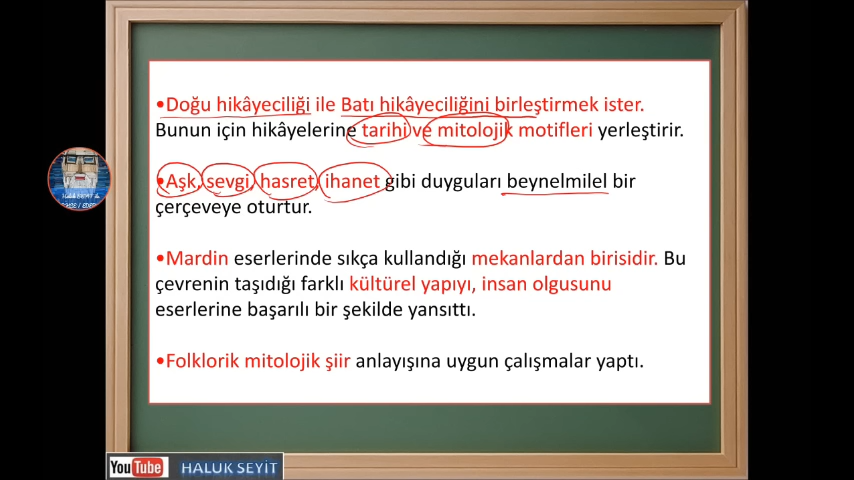 •Doğu hikâyeciliği ile Batı hikâyeciliğini birleştirmek ister.
Bunun için hikâyelerine tarihi ve mitolojik motifleri yerleştirir.
•Aşk, sevgi, hasret, ihanet gibi duyguları beynelmilel bir
çerçeveye oturtur.
•Mardin eserlerinde sıkça kullandığı mekanlardan birisidir. Bu
çevrenin taşıdığı farklı kültürel yapıyı, insan olgusunu
eserlerine başarılı bir şekilde yansıttı.
•Folklorik mitolojik şiir anlayışına uygun çalışmalar yaptı.
YouTube HALUK SEYİT